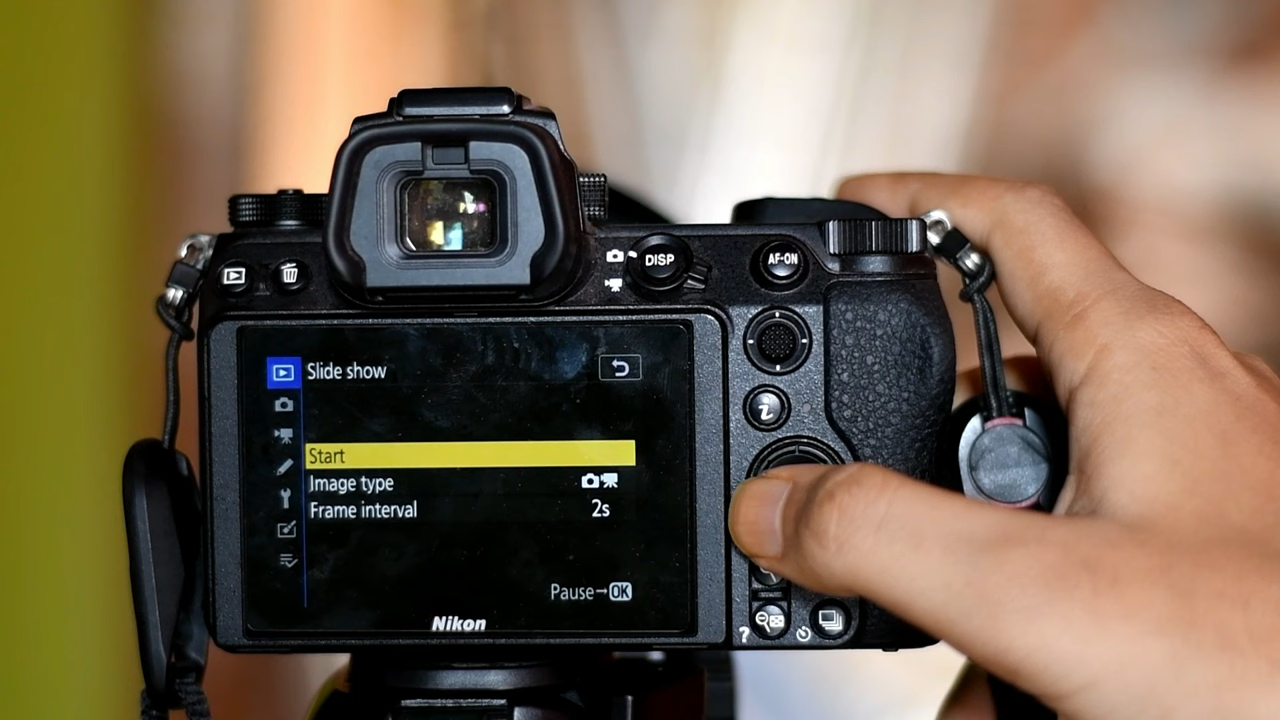 DISP
AF-ON
Slide show
Start
Image type
Frame interval 2s
Pause→OK
i
Nikon
?